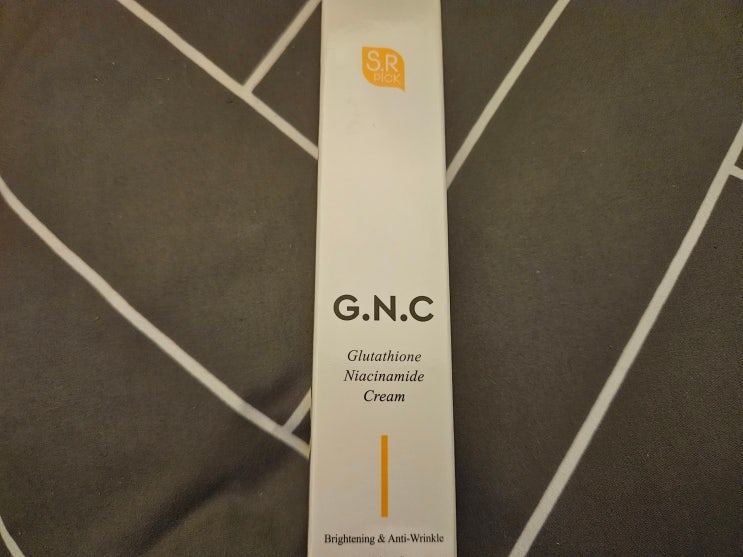 S.R
pick
G.N.C
Glutathione
Niacinamide
Cream
Brightening & Anti-Wrinkle